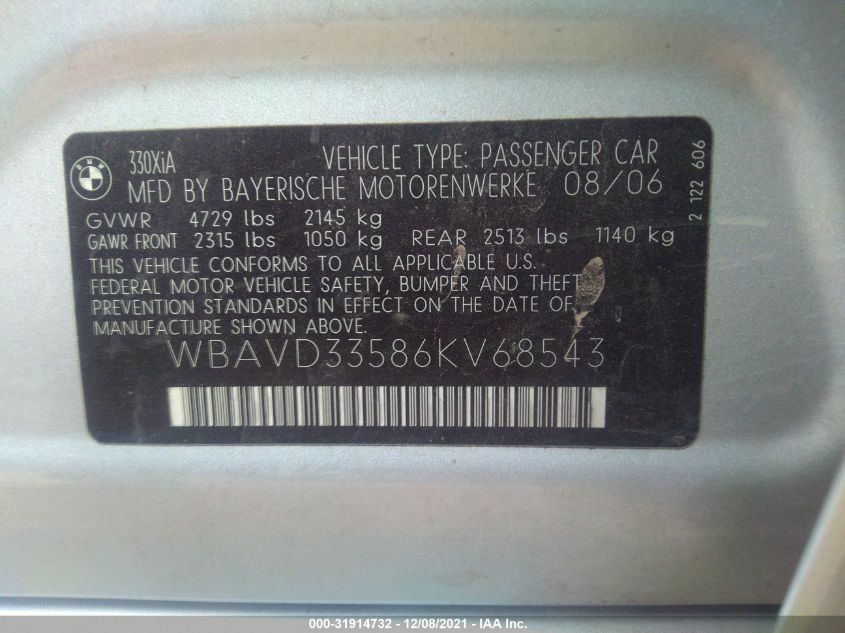 BMW
330XiA VEHICLE TYPE: PASSENGER CAR
MFD BY BAYERISCHE MOTORENWERKE 08/06
GVWR 4729 lbs 2145 kg
GAWR FRONT 2315 lbs 1050 kg REAR 2513 lbs 1140 kg
THIS VEHICLE CONFORMS TO ALL APPLICABLE U.S.
FEDERAL MOTOR VEHICLE SAFETY, BUMPER AND THEFT
PREVENTION STANDARDS IN EFFECT ON THE DATE OF
MANUFACTURE SHOWN ABOVE.
WBAVD33586KV68543
2 122 606
000-31914732 - 12/08/2021 - IAA Inc.